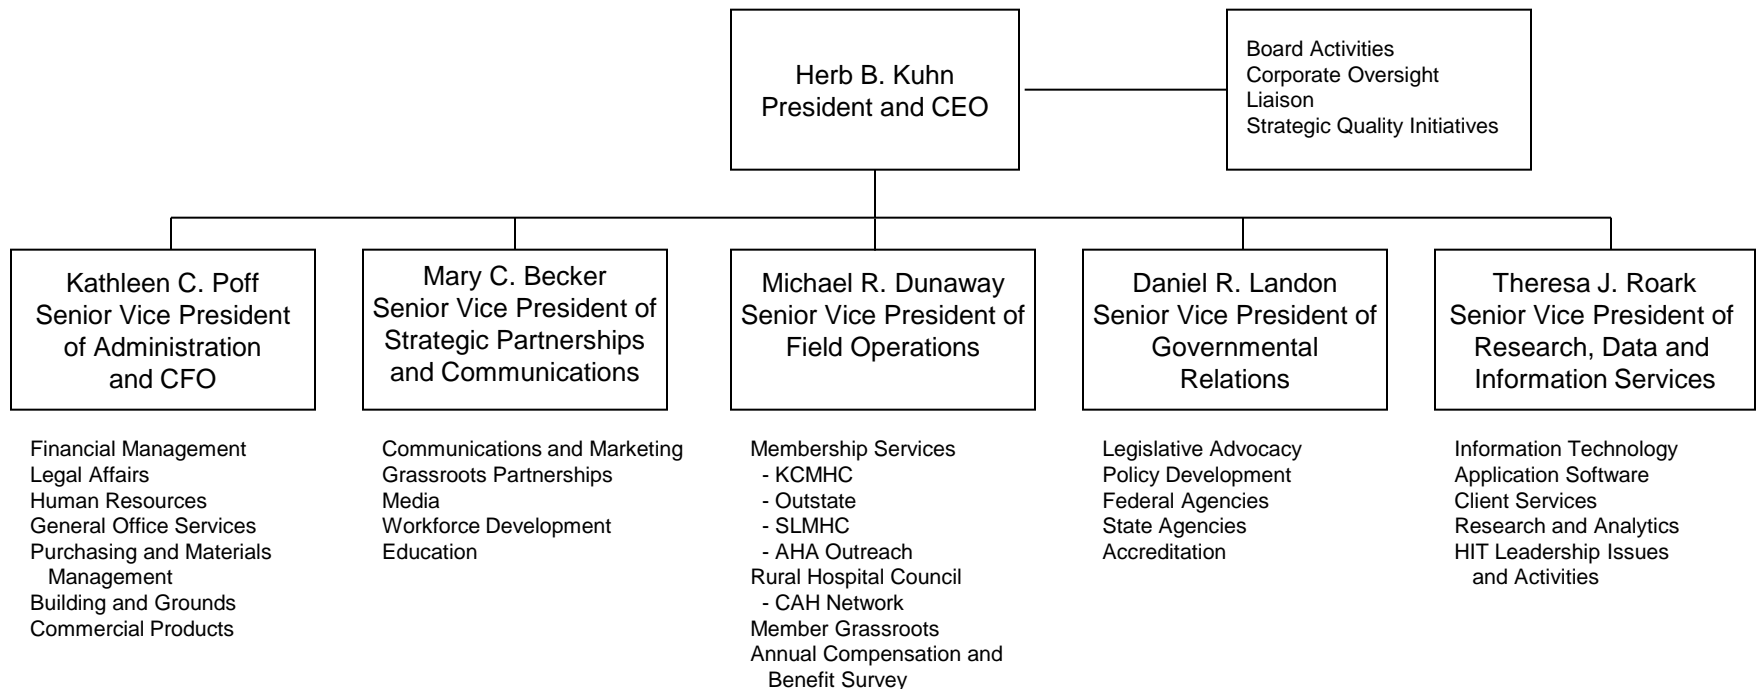 Herb B. Kuhn
President and CEO
Board Activities
Corporate Oversight
Liaison
Strategic Quality Initiatives
Kathleen C. Poff
Senior Vice President
of Administration
and CFO
Mary C. Becker
Senior Vice President of
Strategic Partnerships
and Communications
Michael R. Dunaway
Senior Vice President of
Field Operations
Daniel R. Landon
Senior Vice President of
Governmental
Relations
Theresa J. Roark
Senior Vice President of
Research, Data and
Information Services
Financial Management
Legal Affairs
Human Resources
General Office Services
Purchasing and Materials
Management
Building and Grounds
Commercial Products
Communications and Marketing
Grassroots Partnerships
Media
Workforce Development
Education
Membership Services
- KCMHC
- Outstate
- SLMHC
- AHA Outreach
Rural Hospital Council
- CAH Network
Member Grassroots
Annual Compensation and
Benefit Survey
Legislative Advocacy
Policy Development
Federal Agencies
State Agencies
Accreditation
Information Technology
Application Software
Client Services
Research and Analytics
HIT Leadership Issues
and Activities